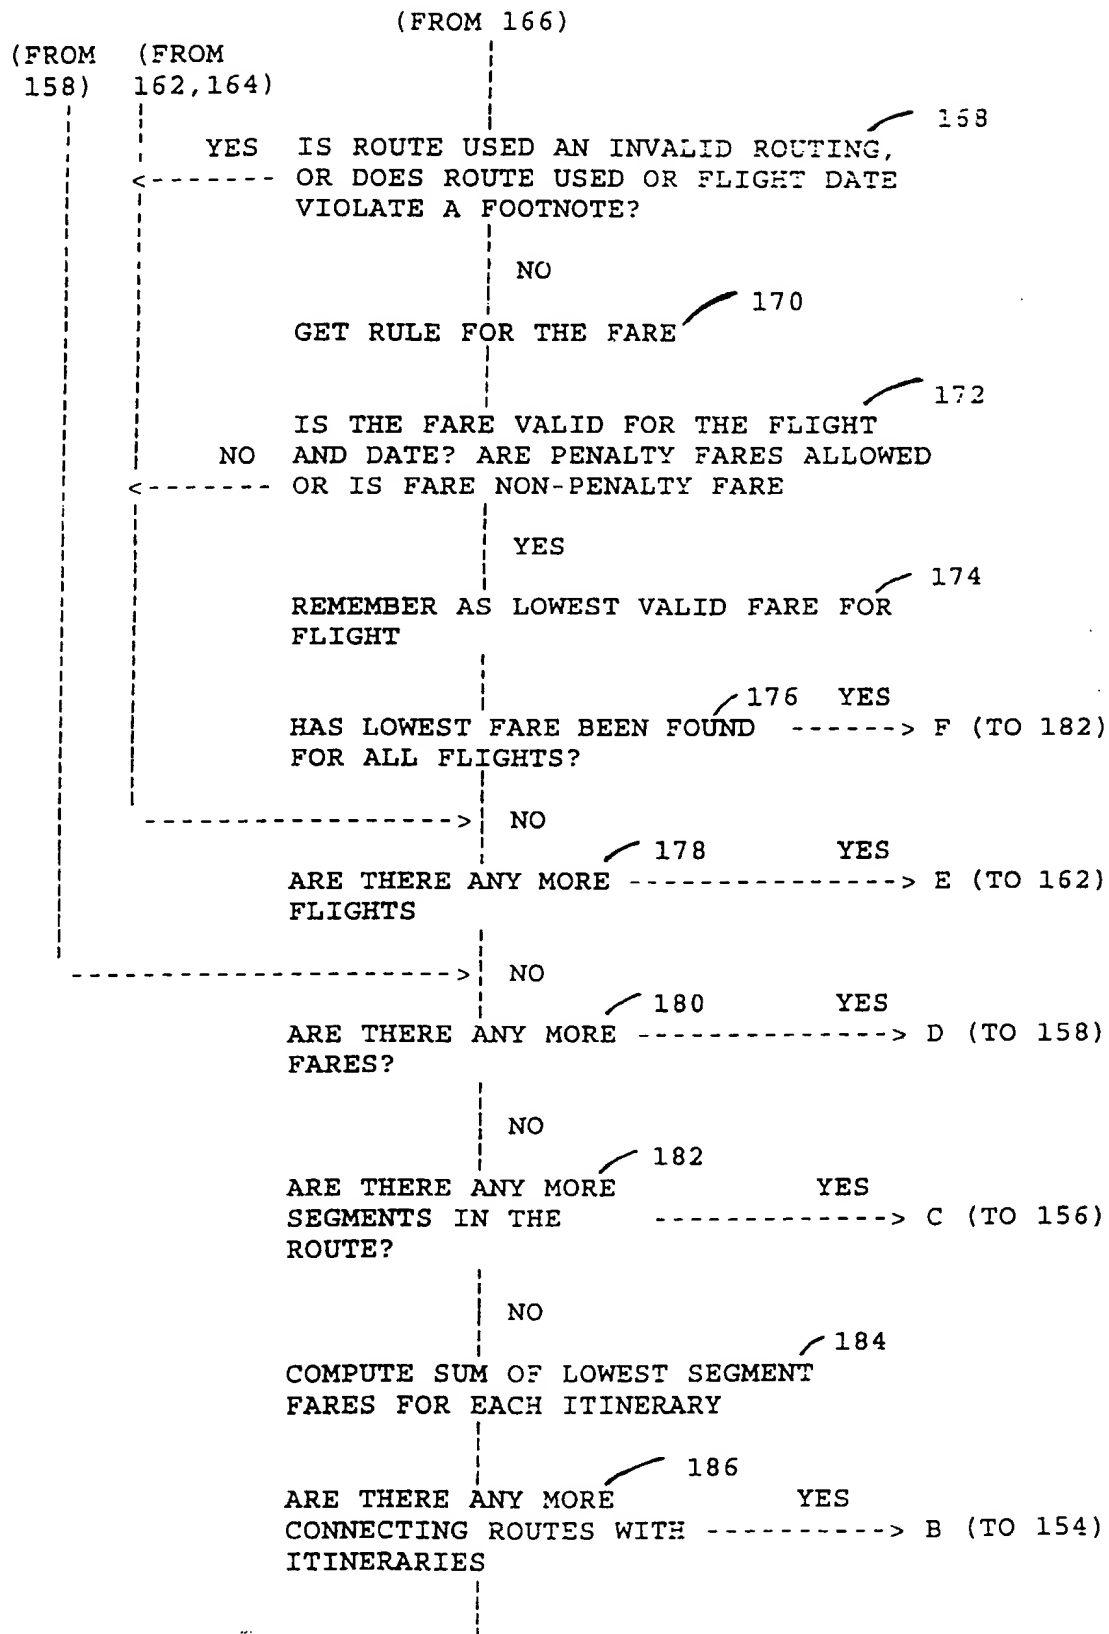 (FROM 166)
(FROM (FROM
158) 162,164)
168
YES IS ROUTE USED AN INVALID ROUTING,
<------- OR DOES ROUTE USED OR FLIGHT DATE
VIOLATE A FOOTNOTE?
NO
170
GET RULE FOR THE FARE
172
IS THE FARE VALID FOR THE FLIGHT
NO AND DATE? ARE PENALTY FARES ALLOWED
<------- OR IS FARE NON-PENALTY FARE
YES
174
REMEMBER AS LOWEST VALID FARE FOR
FLIGHT
176 YES
HAS LOWEST FARE BEEN FOUND ------> F (TO 182)
FOR ALL FLIGHTS?
NO
178 YES
ARE THERE ANY MORE ---------------> E (TO 162)
FLIGHTS
NO
180 YES
ARE THERE ANY MORE --------------> D (TO 158)
FARES?
NO
182
ARE THERE ANY MORE YES
SEGMENTS IN THE -------------> C (TO 156)
ROUTE?
NO
184
COMPUTE SUM OF LOWEST SEGMENT
FARES FOR EACH ITINERARY
186
ARE THERE ANY MORE YES
CONNECTING ROUTES WITH ----------> B (TO 154)
ITINERARIES